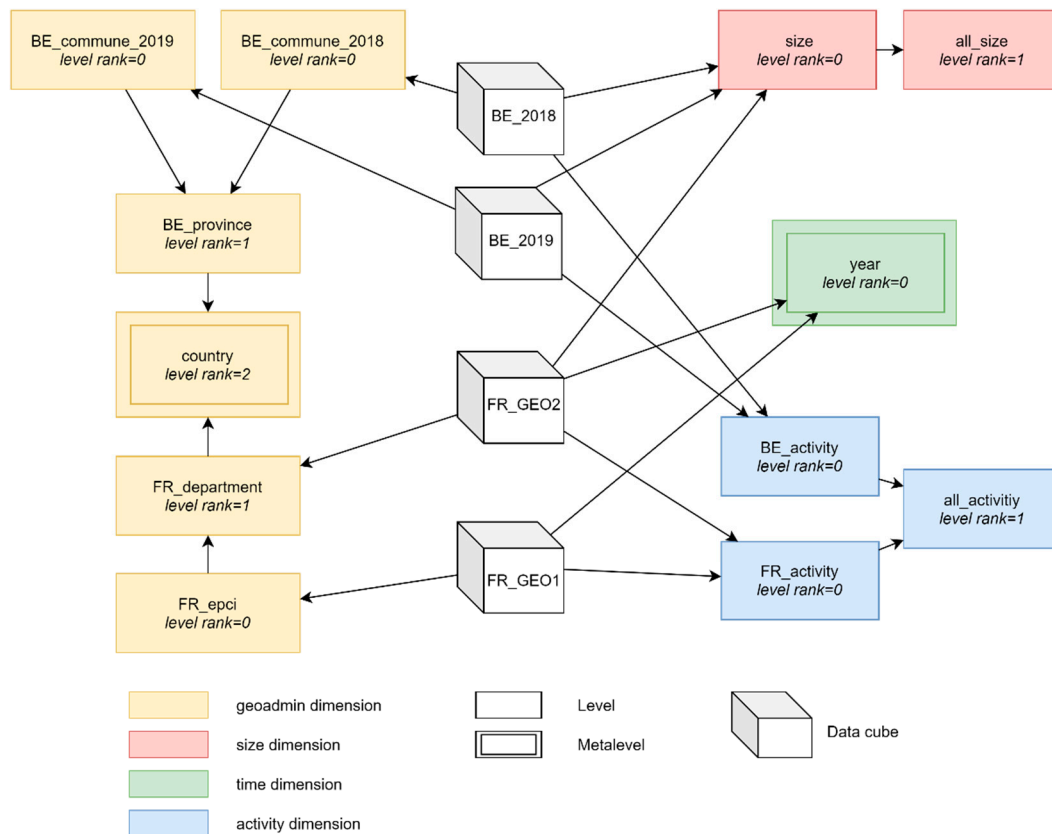 BE_commune_2019
level rank=0
BE_commune_2018
level rank=0
size
level rank=0
all_size
level rank=1
BE_2018
BE_province
level rank=1
BE_2019
year
level rank=0
country
level rank=2
FR_GEO2
BE_activity
level rank=0
FR_department
level rank=1
all_activitiy
level rank=1
FR_GEO1
FR_activity
level rank=0
FR_epci
level rank=0
geoadmin dimension
Level
size dimension
Metalevel
Data cube
time dimension
activity dimension